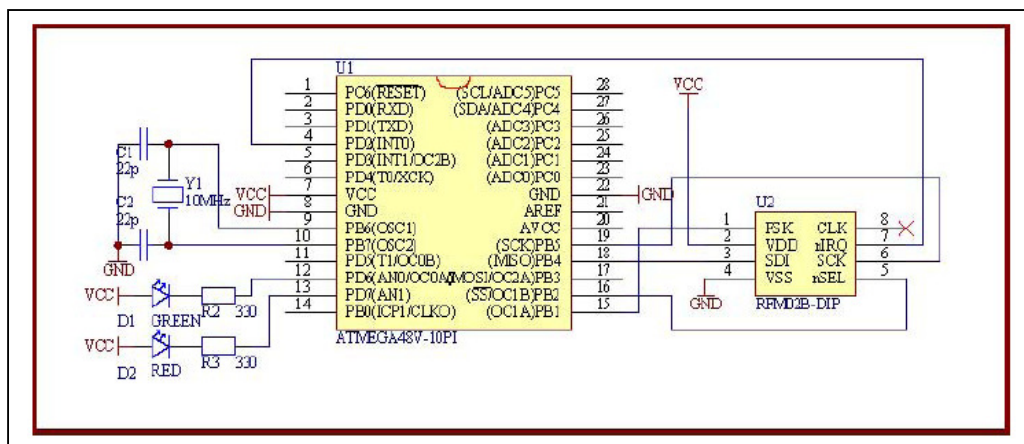 U1
1 PC6(RESET) (SCL/ADC5)PC5 28
2 PD0(RXD) (SDA/ADC4)PC4 27
3 PD1(TXD) (ADC3)PC3 26
4 PD2(INT0) (ADC2)PC2 25
5 PD3(INT1/OC2B) (ADC1)PC1 24
6 PD4(T0/XCK) (ADC0)PC0 23
VCC 7 VCC GND 22 GND
GND 8 GND AREF 21
9 PB6(OSC1) AVCC 20
10 PB7(OSC2) (SCK)PB5 19
11 PD5(T1/OC0B) (MISO)PB4 18
12 PD6(AN0/OC0A) (MOSI/OC2A)PB3 17
13 PD7(AN1) (SS/OC1B)PB2 16
14 PB0(ICP1/CLKO) (OC1A)PB1 15
ATMEGA48V-10PI
C1
22p
Y1
10MHz
C2
22p
GND
VCC
D1 GREEN R2 330
VCC
D2 RED R3 330
VCC
U2
1 FSK CLK 8
2 VDD nIRQ 7
3 SDI SCK 6
4 VSS nSEL 5
GND
RFM02B-DIP